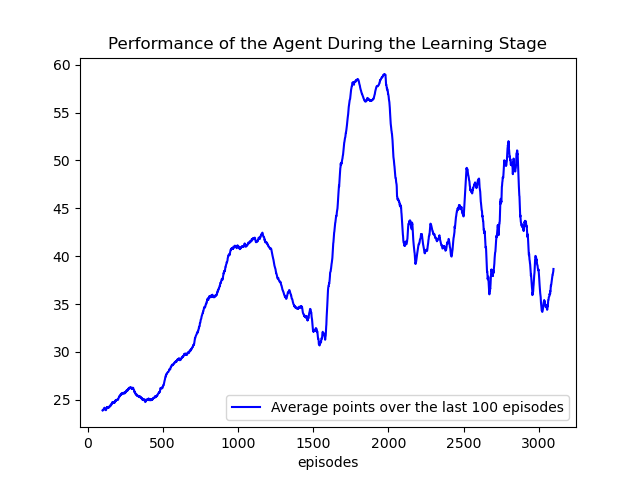 Performance of the Agent During the Learning Stage
60
55
50
45
40
35
30
25
Average points over the last 100 episodes
0 500 1000 1500 2000 2500 3000
episodes